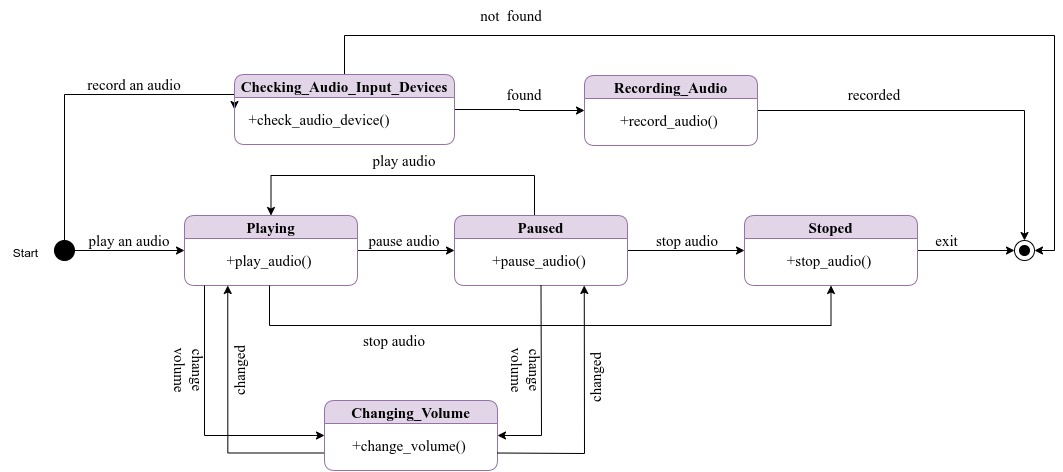 not found
record an audio
Checking_Audio_Input_Devices
+check_audio_device()
found
Recording_Audio
+record_audio()
recorded
play audio
Start
play an audio
Playing
+play_audio()
pause audio
Paused
+pause_audio()
stop audio
Stoped
+stop_audio()
exit
stop audio
change
volume
changed
change
volume
changed
Changing_Volume
+change_volume()